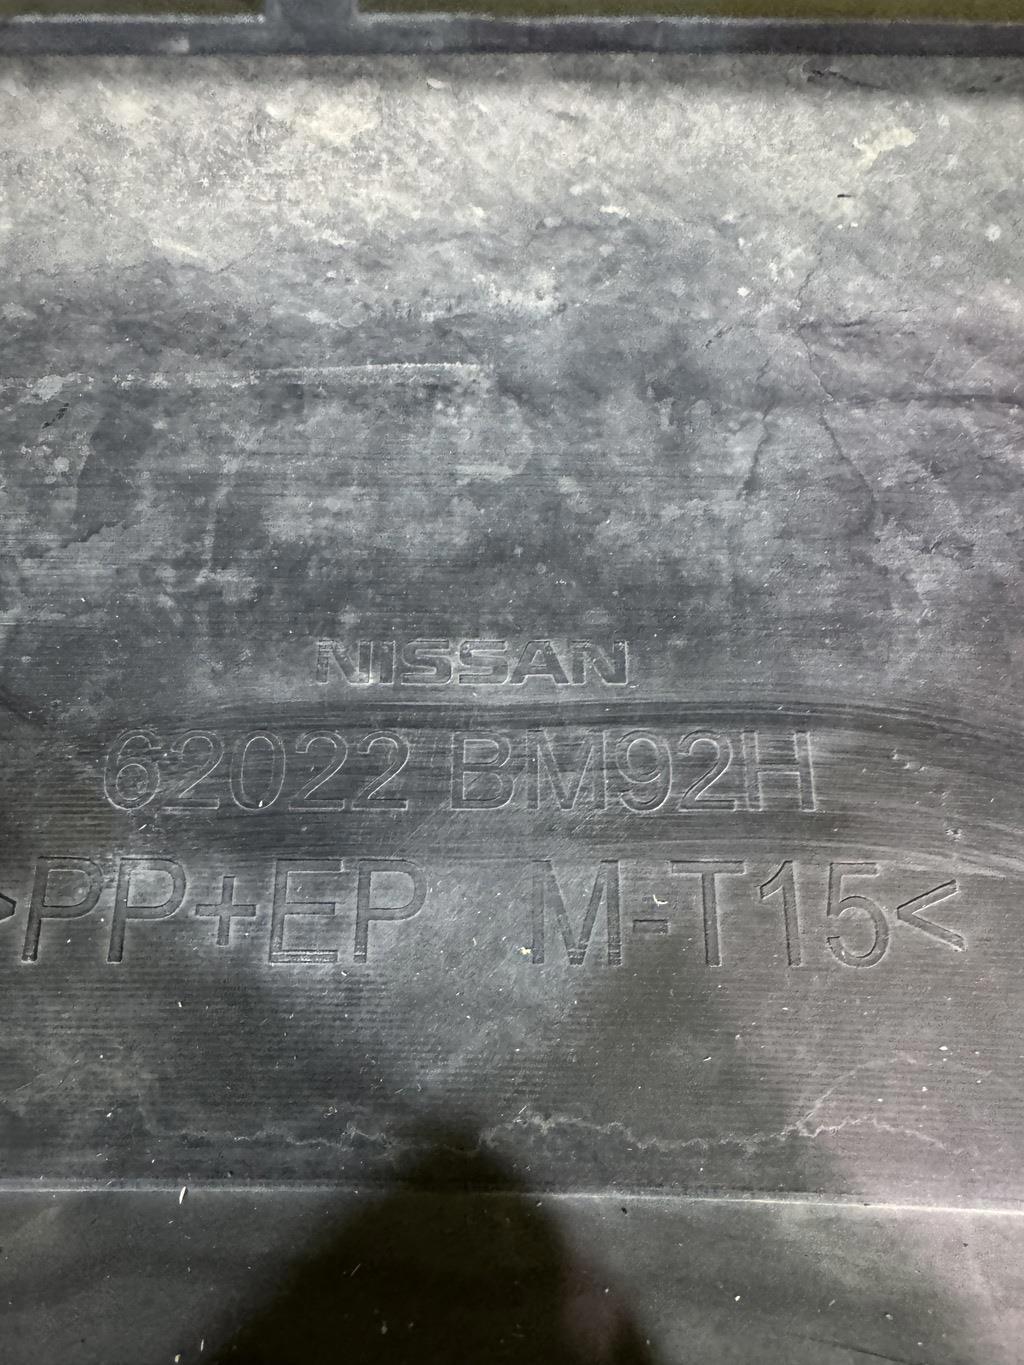 NISSAN
62022 BM92H
>PP+EP M-T15<